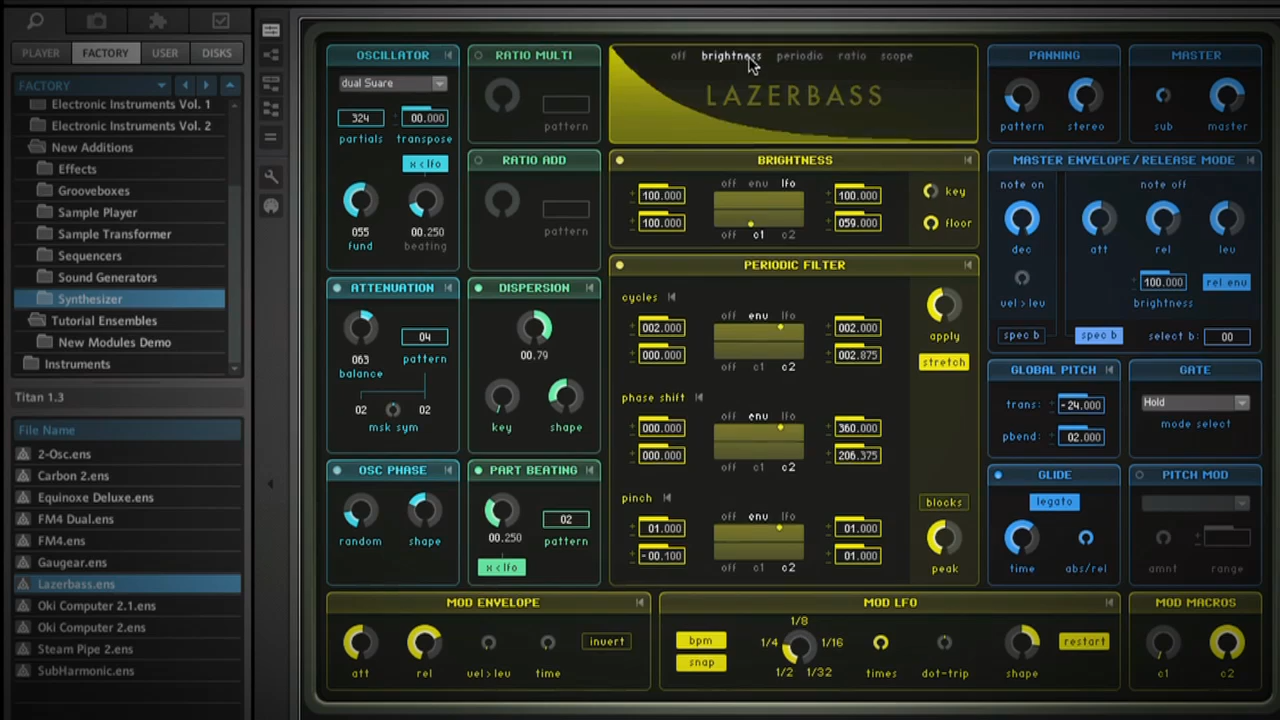 PLAYER FACTORY USER DISKS
FACTORY
Electronic Instruments Vol. 1
Electronic Instruments Vol. 2
New Additions
Effects
Grooveboxes
Sample Player
Sample Transformer
Sequencers
Sound Generators
Synthesizer
Tutorial Ensembles
New Modules Demo
Instruments
Titan 1.3
File Name
2-Osc.ens
Carbon 2.ens
Equinoxe Deluxe.ens
FM4 Dual.ens
FM4.ens
Gaugear.ens
Lazerbass.ens
Oki Computer 2.1.ens
Oki Computer 2.ens
Steam Pipe 2.ens
SubHarmonic.ens
OSCILLATOR
dual Suare
324 00.000
partials transpose
x < lfo
055 00.250
fund beating
RATIO MULTI
pattern
RATIO ADD
pattern
ATTENUATION
04
063 pattern
balance
02 02
msk sym
DISPERSION
00.79
key shape
OSC PHASE
random shape
PART BEATING
02
00.250 pattern
x < lfo
off brightness periodic ratio scope
LAZERBASS
BRIGHTNESS
off env lfo
100.000 100.000 key
100.000 059.000 floor
off c1 c2
PERIODIC FILTER
cycles
off env lfo
002.000 002.000
000.000 002.875
off c1 c2
apply
stretch
phase shift
off env lfo
000.000 360.000
000.000 206.375
off c1 c2
pinch
off env lfo
01.000 01.000
-00.100 01.000
off c1 c2
blocks
peak
PANNING
pattern stereo
MASTER
sub master
MASTER ENVELOPE/RELEASE MODE
note on note off
dec att rel lev
100.000 rel env
vel > lev brightness
spec b spec b select b: 00
GLOBAL PITCH
trans: -24.000
pbend: 02.000
GATE
Hold
mode select
GLIDE
legato
time abs/rel
PITCH MOD
amnt range
MOD ENVELOPE
invert
att rel vel > lev time
MOD LFO
bpm
snap
1/8
1/4 1/16
1/2 1/32
times dot-trip shape
restart
MOD MACROS
c1 c2